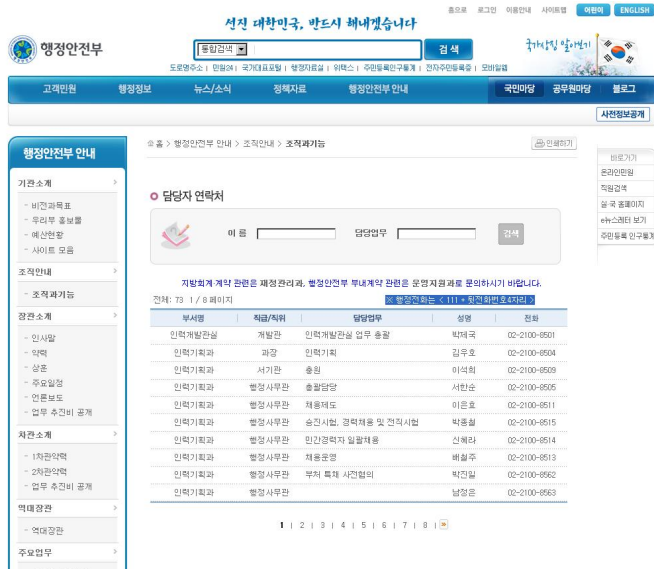 홈으로 로그인 이용안내 사이트맵 어린이 ENGLISH
선진 대한민국, 반드시 해내겠습니다
행정안전부
통합검색 검색
국가상징 알아보기
도로명주소 | 민원24 | 국가대표포털 | 행정자료실 | 위택스 | 주민등록인구통계 | 전자주민등록증 | 모바일웹
고객민원 행정정보 뉴스/소식 정책자료 행정안전부 안내 국민마당 공무원마당 블로그
사전정보공개
행정안전부 안내
기관소개
- 비전과목표
- 우리부 홍보물
- 예산현황
- 사이트 모음
조직안내
- 조직과기능
장관소개
- 인사말
- 약력
- 상훈
- 주요일정
- 언론보도
- 업무 추진비 공개
차관소개
- 1차관약력
- 2차관약력
- 업무 추진비 공개
역대장관
- 역대장관
주요업무
홈 > 행정안전부 안내 > 조직안내 > 조직과기능
인쇄하기
담당자 연락처
이 름 담당업무 검색
지방회계·계약 관련은 재정관리과, 행정안전부 부내계약 관련은 운영지원과로 문의하시기 바랍니다.
전체: 73 1 / 8 페이지 ※ 행정전화는 < 111 + 뒷전화번호4자리 >
부서명 직급/직위 담당업무 성명 전화
인력개발관실 개발관 인력개발관실 업무 총괄 박제국 02-2100-8501
인력기획과 과장 인력기획 김우호 02-2100-8504
인력기획과 서기관 충원 이석희 02-2100-8509
인력기획과 행정사무관 총괄담당 서한순 02-2100-8505
인력기획과 행정사무관 채용제도 이은호 02-2100-8511
인력기획과 행정사무관 승진시험, 경력채용 및 전직시험 박종철 02-2100-8515
인력기획과 행정사무관 민간경력자 일괄채용 신혜라 02-2100-8514
인력기획과 행정사무관 채용운영 배철주 02-2100-8513
인력기획과 행정사무관 부처 특채 사전협의 박진일 02-2100-8562
인력기획과 행정사무관 남정은 02-2100-8563
1 | 2 | 3 | 4 | 5 | 6 | 7 | 8 | »
바로가기
온라인민원
직원검색
실·국 홈페이지
e뉴스레터 보기
주민등록 인구통계